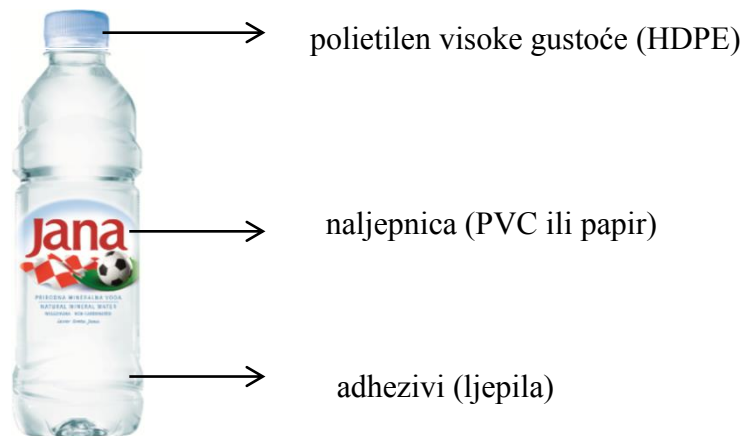 polietilen visoke gustoće (HDPE)
Jana
naljepnica (PVC ili papir)
PRIRODNA MINERALNA VODA
NATURAL MINERAL WATER
adhezivi (ljepila)